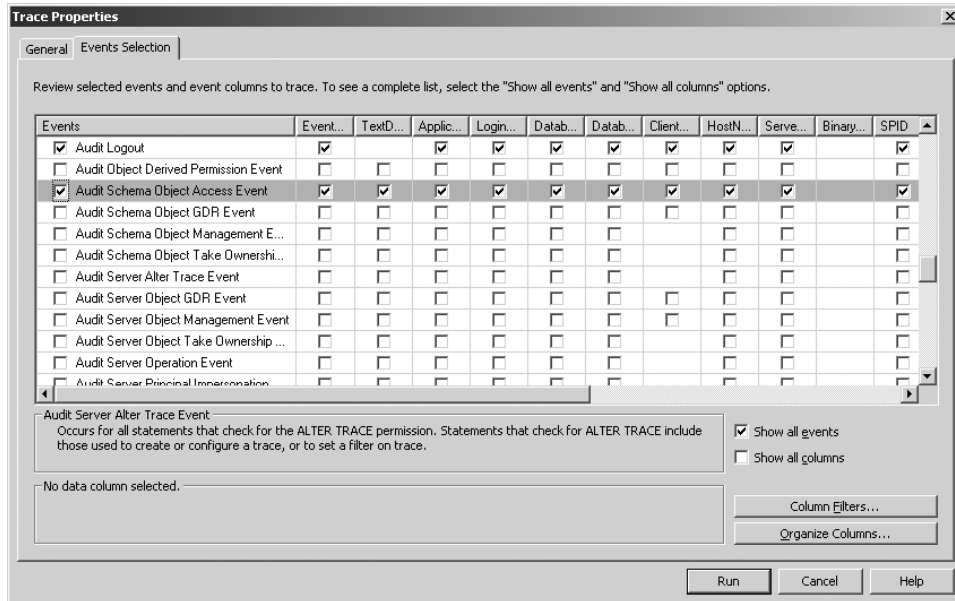 Trace Properties
General Events Selection
Review selected events and event columns to trace. To see a complete list, select the "Show all events" and "Show all columns" options.
Events Event... TextD... Applic... Login... Datab... Datab... Client... HostN... Serve... Binary... SPID
Audit Logout
Audit Object Derived Permission Event
Audit Schema Object Access Event
Audit Schema Object GDR Event
Audit Schema Object Management E...
Audit Schema Object Take Ownershi...
Audit Server Alter Trace Event
Audit Server Object GDR Event
Audit Server Object Management Event
Audit Server Object Take Ownership ...
Audit Server Operation Event
Audit Server Principal Impersonation
Audit Server Alter Trace Event
Occurs for all statements that check for the ALTER TRACE permission. Statements that check for ALTER TRACE include
those used to create or configure a trace, or to set a filter on trace.
Show all events
Show all columns
No data column selected.
Column Filters...
Organize Columns...
Run Cancel Help